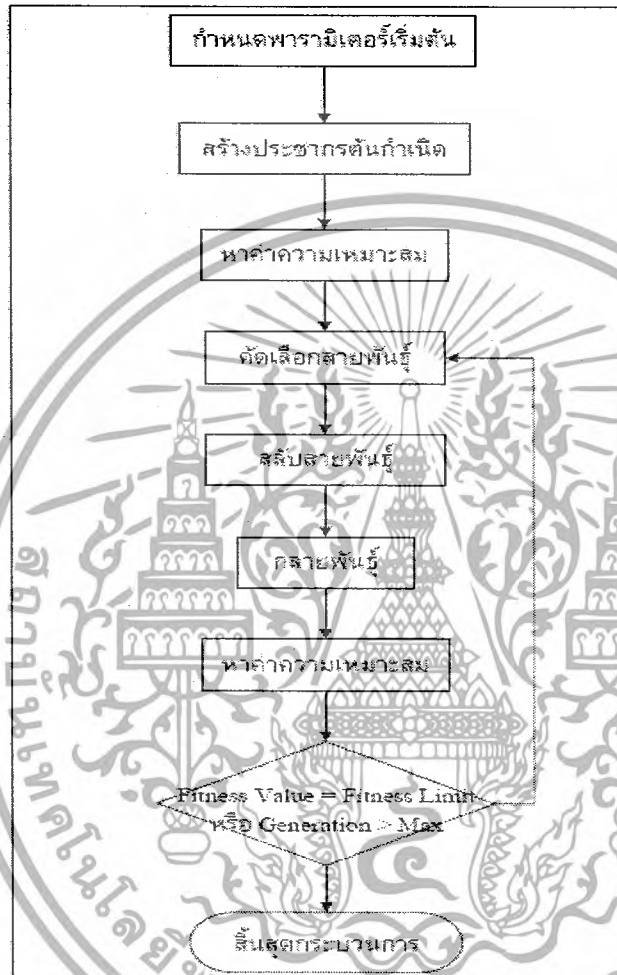 กำหนดพารามิเตอร์เริ่มต้น
สร้างประชากรต้นกำเนิด
หาค่าความเหมาะสม
คัดเลือกสายพันธุ์
สลับสายพันธุ์
กลายพันธุ์
หาค่าความเหมาะสม
Fitness Value = Fitness Limit
หรือ Generation > Max
สิ้นสุดกระบวนการ